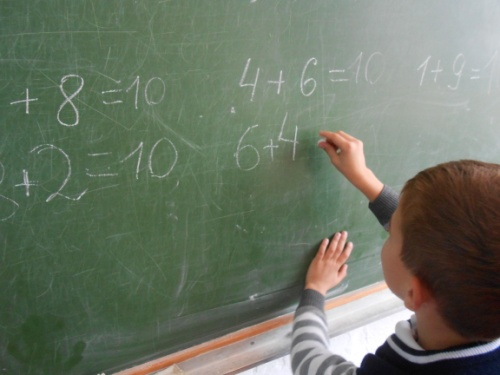 + 8 = 10 4 + 6 = 10 1 + 9 = 1
+ 2 = 10 6 + 4